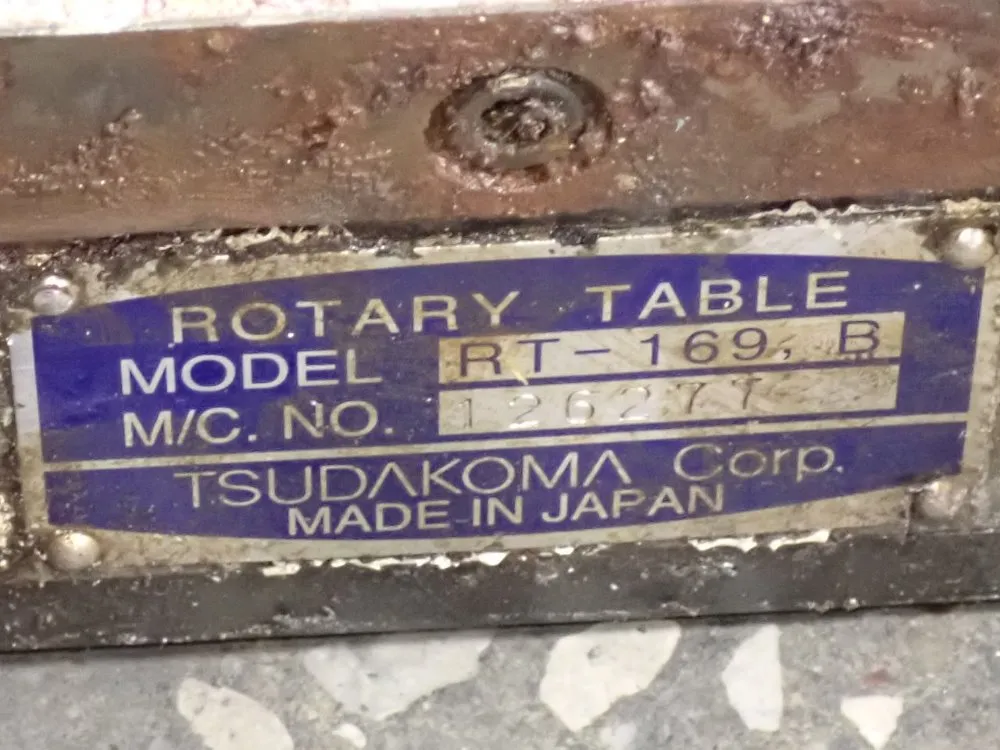 ROTARY TABLE
MODEL RT-169, B
M/C. NO. 126277
TSUDAKOMA Corp.
MADE IN JAPAN